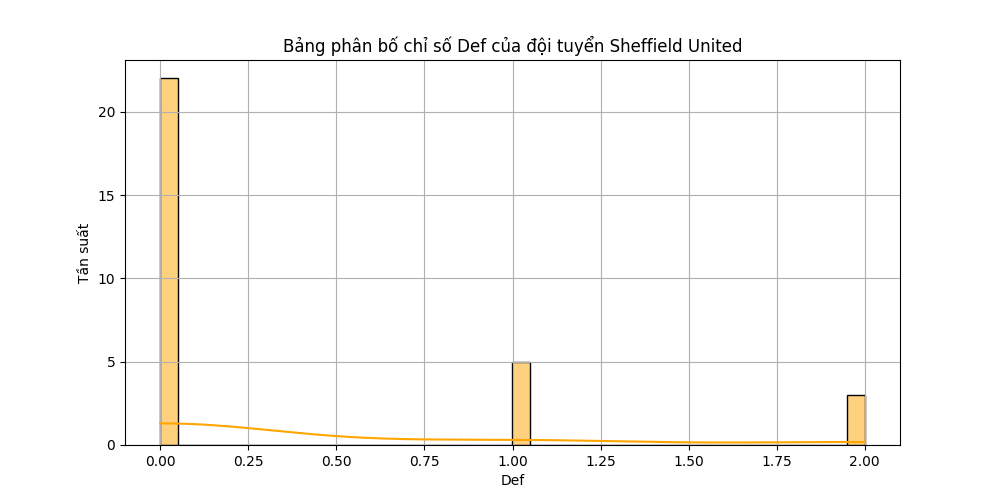 Bảng phân bố chỉ số Def của đội tuyển Sheffield United
Tần suất
20
15
10
5
0
0.00 0.25 0.50 0.75 1.00 1.25 1.50 1.75 2.00
Def